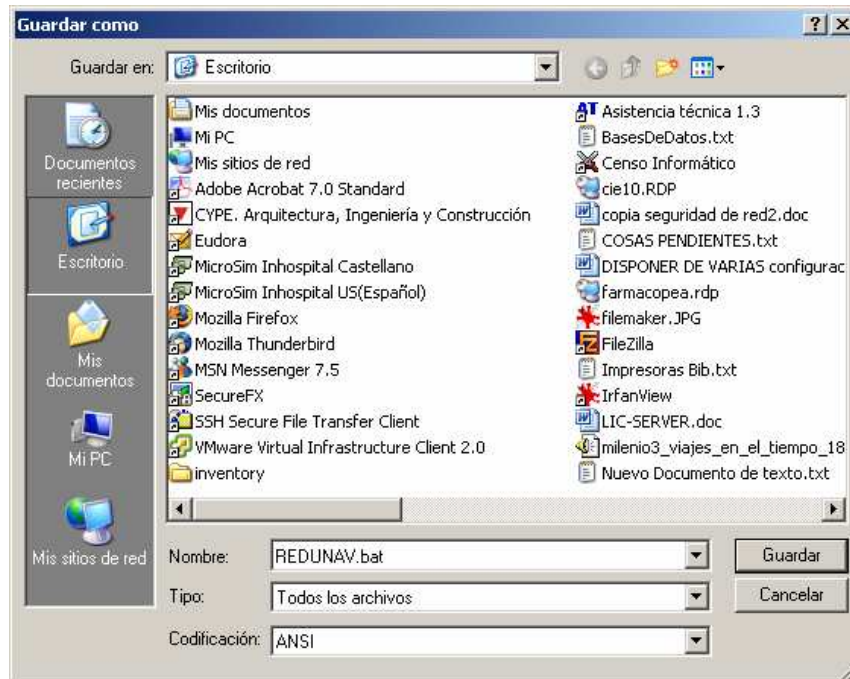 Guardar como
Guardar en: Escritorio
Documentos
recientes
Escritorio
Mis
documentos
Mi PC
Mis sitios de red
Mis documentos
Mi PC
Mis sitios de red
Adobe Acrobat 7.0 Standard
CYPE. Arquitectura, Ingeniería y Construcción
Eudora
MicroSim Inhospital Castellano
MicroSim Inhospital US(Español)
Mozilla Firefox
Mozilla Thunderbird
MSN Messenger 7.5
SecureFX
SSH Secure File Transfer Client
VMware Virtual Infrastructure Client 2.0
inventory
Asistencia técnica 1.3
BasesDeDatos.txt
Censo Informático
cie10.RDP
copia seguridad de red2.doc
COSAS PENDIENTES.txt
DISPONER DE VARIAS configurac
farmacopea.rdp
filemaker.JPG
FileZilla
Impresoras Bib.txt
IrfanView
LIC-SERVER.doc
milenio3_viajes_en_el_tiempo_18
Nuevo Documento de texto.txt
Nombre: REDUNAV.bat Guardar
Tipo: Todos los archivos Cancelar
Codificación: ANSI